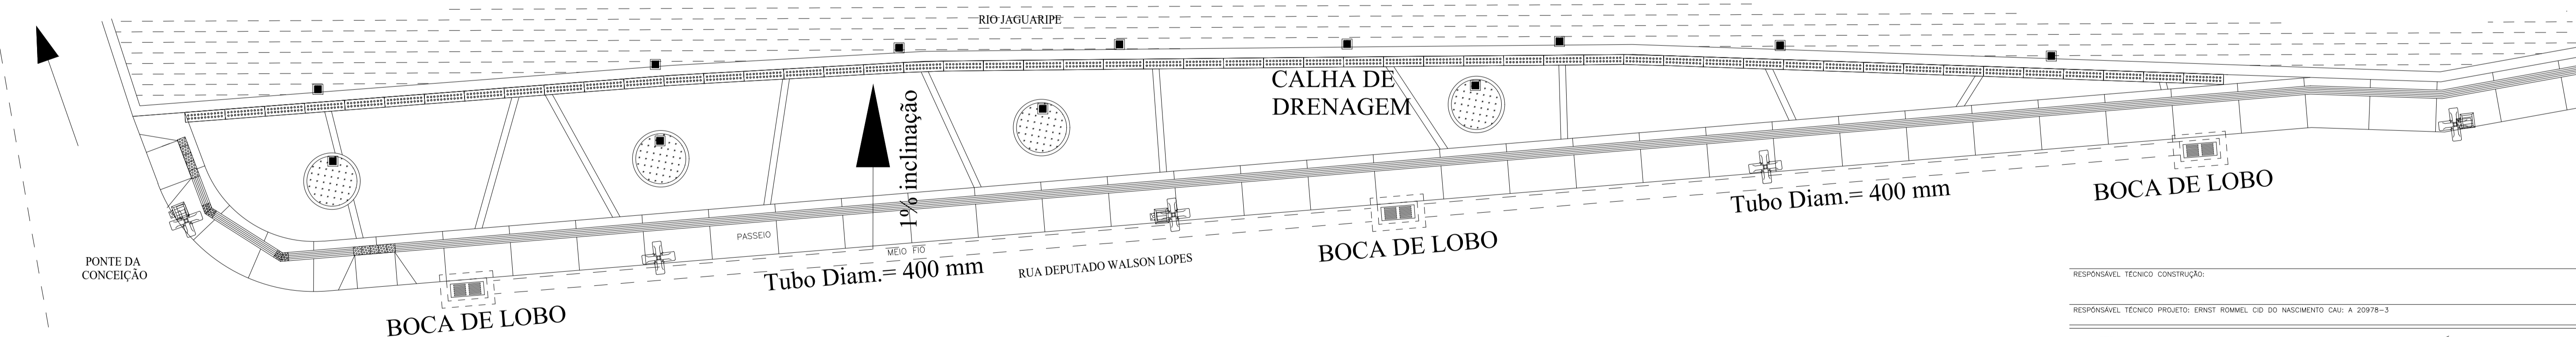 RIO JAGUARIPE
CALHA DE
DRENAGEM
1% inclinação
PASSEIO
MEIO FIO
Tubo Diam.= 400 mm
RUA DEPUTADO WALSON LOPES
BOCA DE LOBO
Tubo Diam.= 400 mm
BOCA DE LOBO
BOCA DE LOBO
PONTE DA
CONCEIÇÃO
RESPONSÁVEL TÉCNICO CONSTRUÇÃO:
RESPONSÁVEL TÉCNICO PROJETO: ERNST ROMMEL CID DO NASCIMENTO CAU: A 20978-3